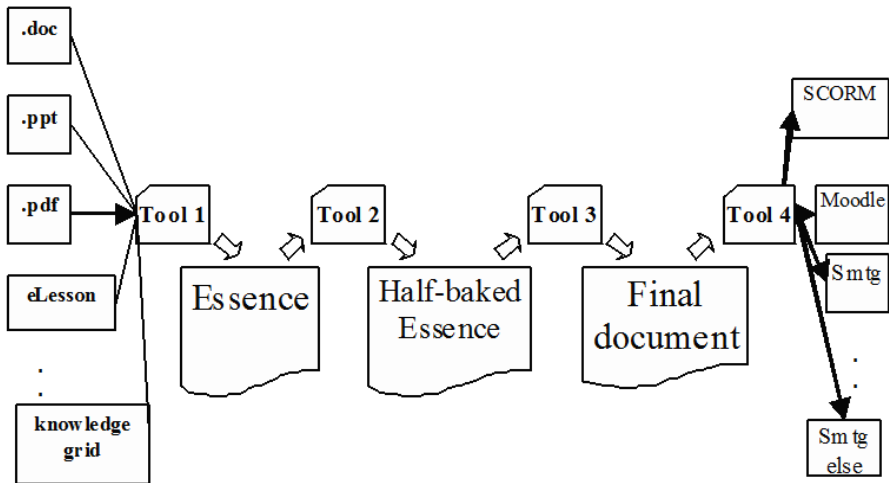 .doc
.ppt
.pdf
eLesson
:
knowledge
grid
Tool 1
Essence
Tool 2
Half-baked
Essence
Tool 3
Final
document
Tool 4
SCORM
Moodle
Smtg
:
Smtg
else